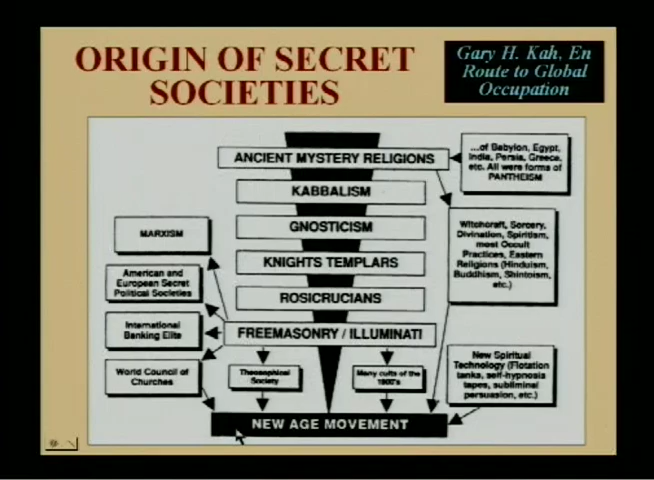 ORIGIN OF SECRET
SOCIETIES
Gary H. Kah, En
Route to Global
Occupation
ANCIENT MYSTERY RELIGIONS
...of Babylon, Egypt,
India, Persia, Greece,
etc. All were forms of
PANTHEISM
KABBALISM
GNOSTICISM
KNIGHTS TEMPLARS
ROSICRUCIANS
FREEMASONRY / ILLUMINATI
Witchcraft, Sorcery,
Divination, Spiritism,
most Occult
Practices, Eastern
Religions (Hinduism,
Buddhism, Shintoism,
etc.)
MARXISM
American and
European Secret
Political Societies
International
Banking Elite
World Council of
Churches
Theosophical
Society
Many cults of the
1900's
New Spiritual
Technology (Flotation
tanks, self-hypnosis
tapes, subliminal
persuasion, etc.)
NEW AGE MOVEMENT